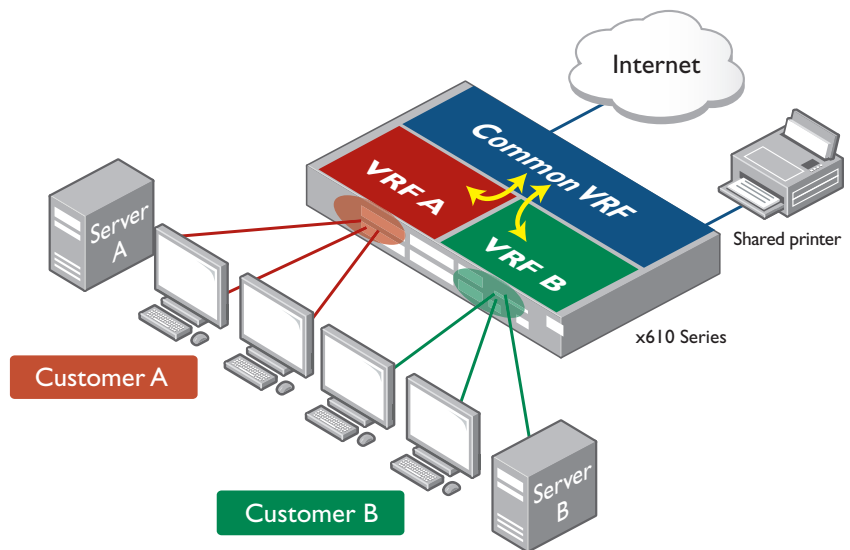 Internet
Common VRF
VRF A
VRF B
Shared printer
x610 Series
Server
A
Customer A
Customer B
Server
B